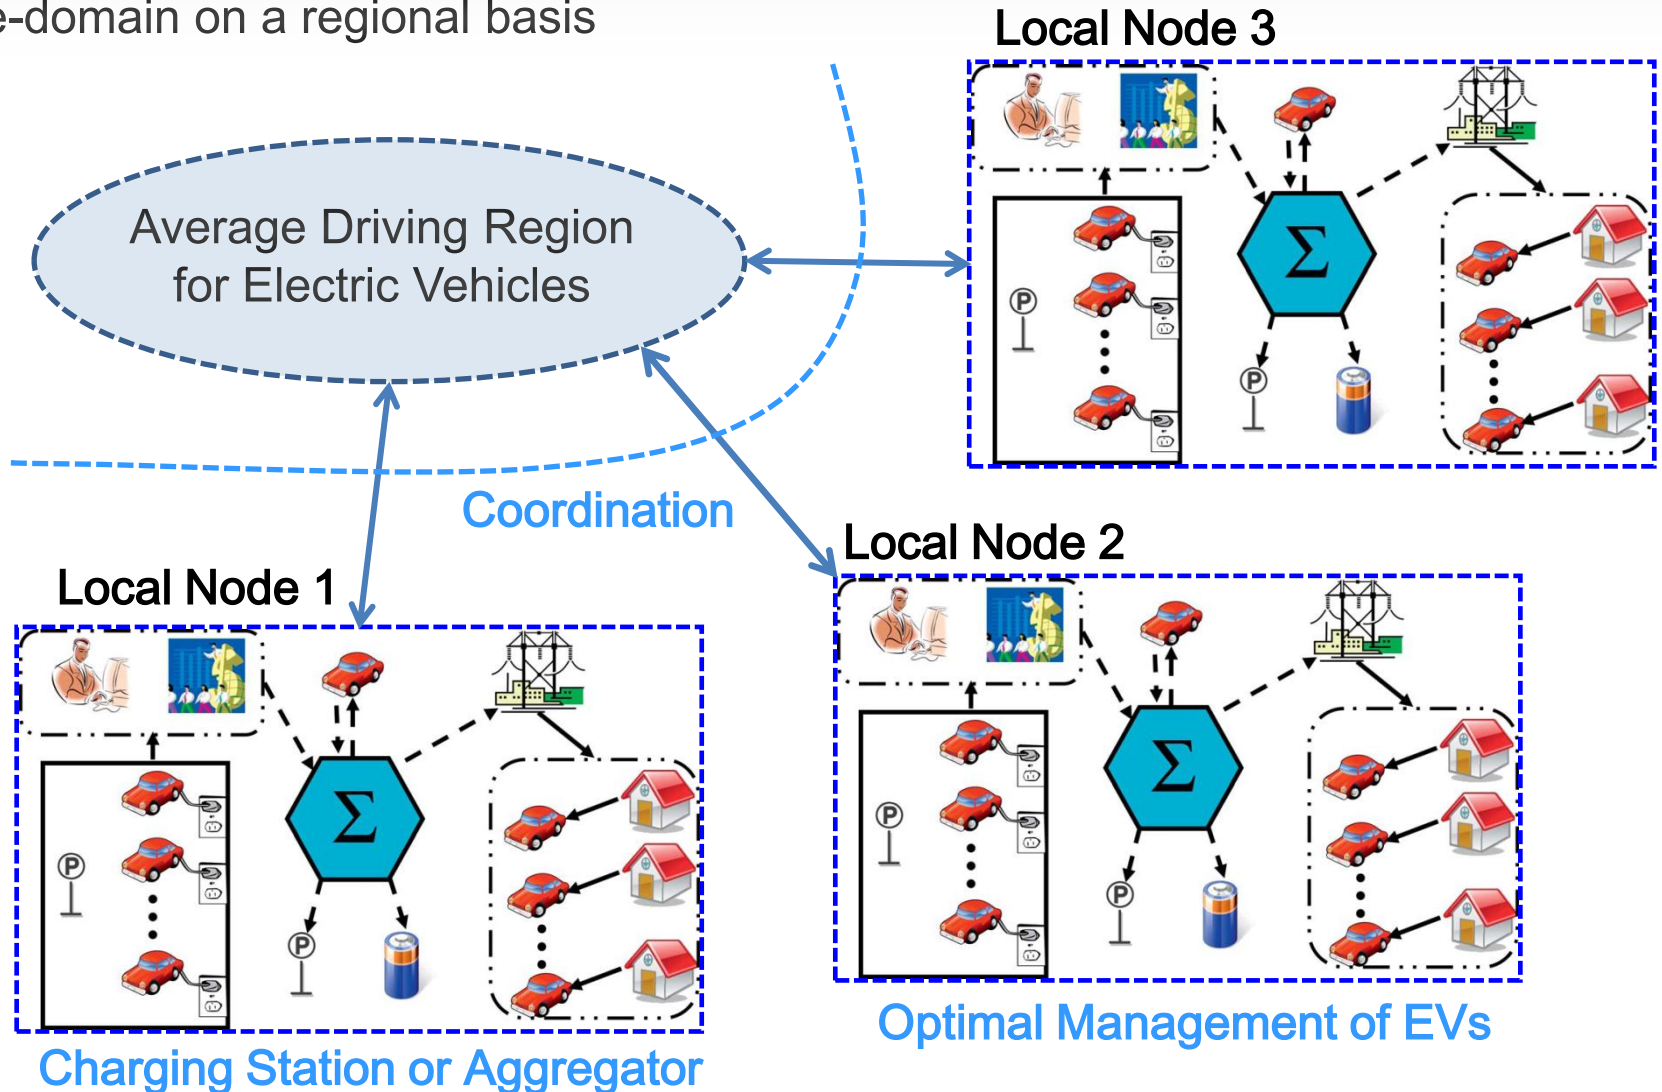 e-domain on a regional basis
Local Node 3
Average Driving Region
for Electric Vehicles
Σ
P
P
Coordination
Local Node 2
Local Node 1
Σ
P
P
Σ
P
P
Optimal Management of EVs
Charging Station or Aggregator